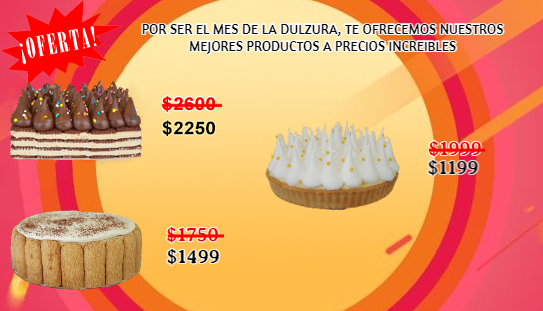 ¡OFERTA!
POR SER EL MES DE LA DULZURA, TE OFRECEMOS NUESTROS
MEJORES PRODUCTOS A PRECIOS INCREIBLES
$2600
$2250
$1999
$1199
$1750
$1499